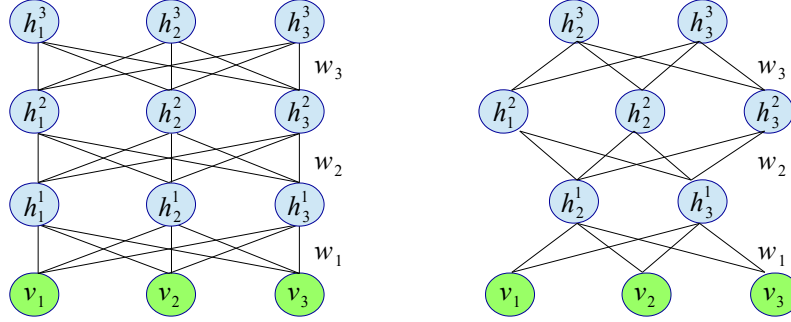 h_1^3 h_2^3 h_3^3 h_2^3 h_3^3
w_3 w_3
h_1^2 h_2^2 h_3^2 h_1^2 h_2^2 h_3^2
w_2 w_2
h_1^1 h_2^1 h_3^1 h_2^1 h_3^1
w_1 w_1
v_1 v_2 v_3 v_1 v_2 v_3